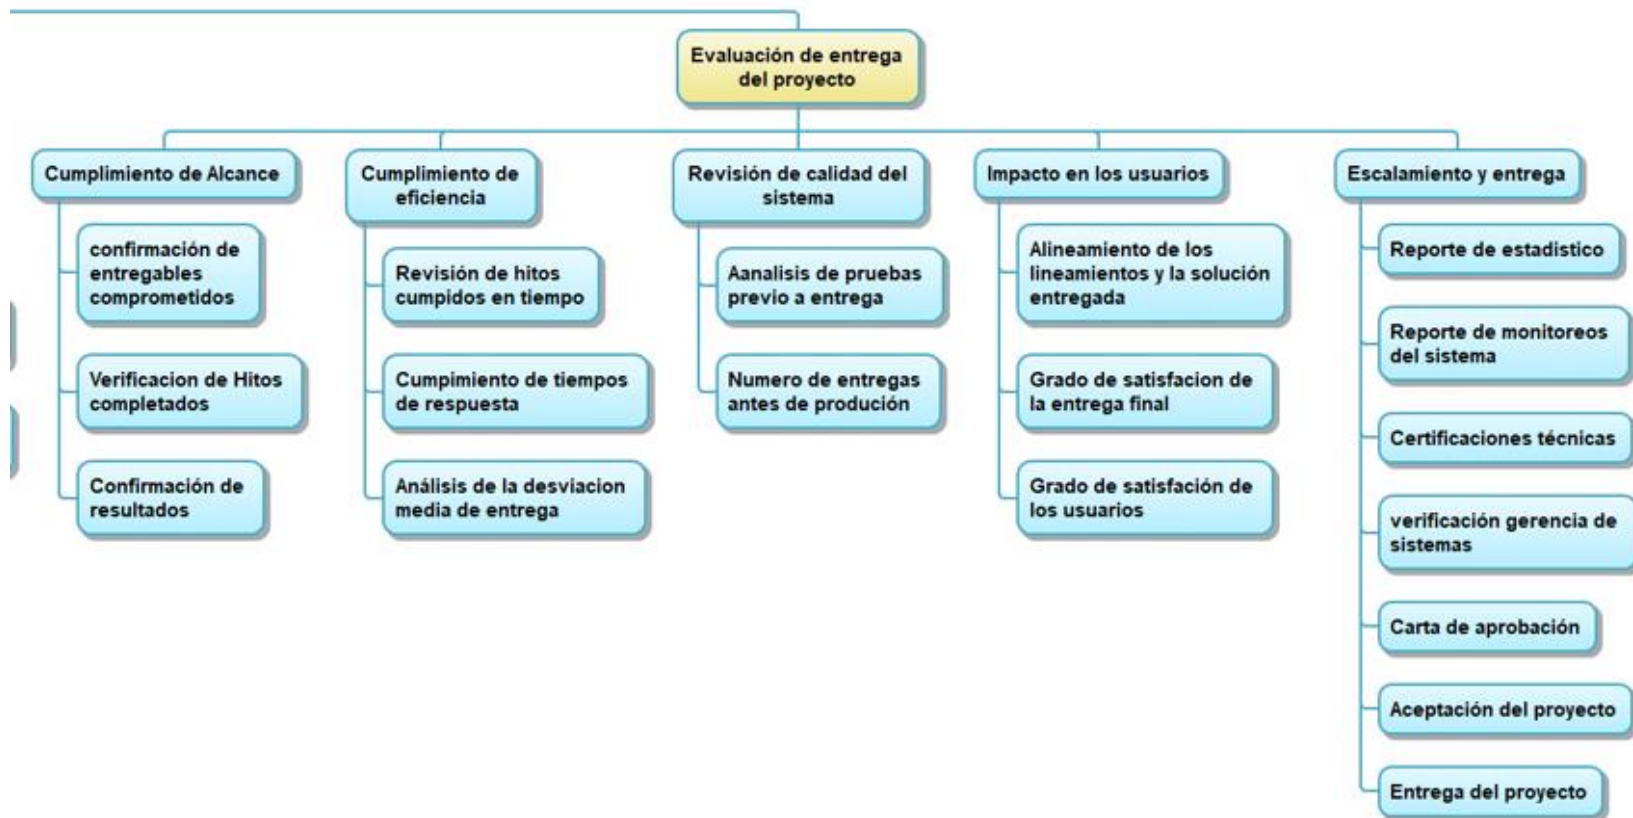 Evaluación de entrega
del proyecto
Cumplimiento de Alcance
confirmación de
entregables
comprometidos
Verificacion de Hitos
completados
Confirmación de
resultados
Cumplimiento de
eficiencia
Revisión de hitos
cumpidos en tiempo
Cumpimiento de tiempos
de respuesta
Análisis de la desviacion
media de entrega
Revisión de calidad del
sistema
Aanalisis de pruebas
previo a entrega
Numero de entregas
antes de produción
Impacto en los usuarios
Alineamiento de los
lineamientos y la solución
entregada
Grado de satisfacion de
la entrega final
Grado de satisfación de
los usuarios
Escalamiento y entrega
Reporte de estadistico
Reporte de monitoreos
del sistema
Certificaciones técnicas
verificación gerencia de
sistemas
Carta de aprobación
Aceptación del proyecto
Entrega del proyecto